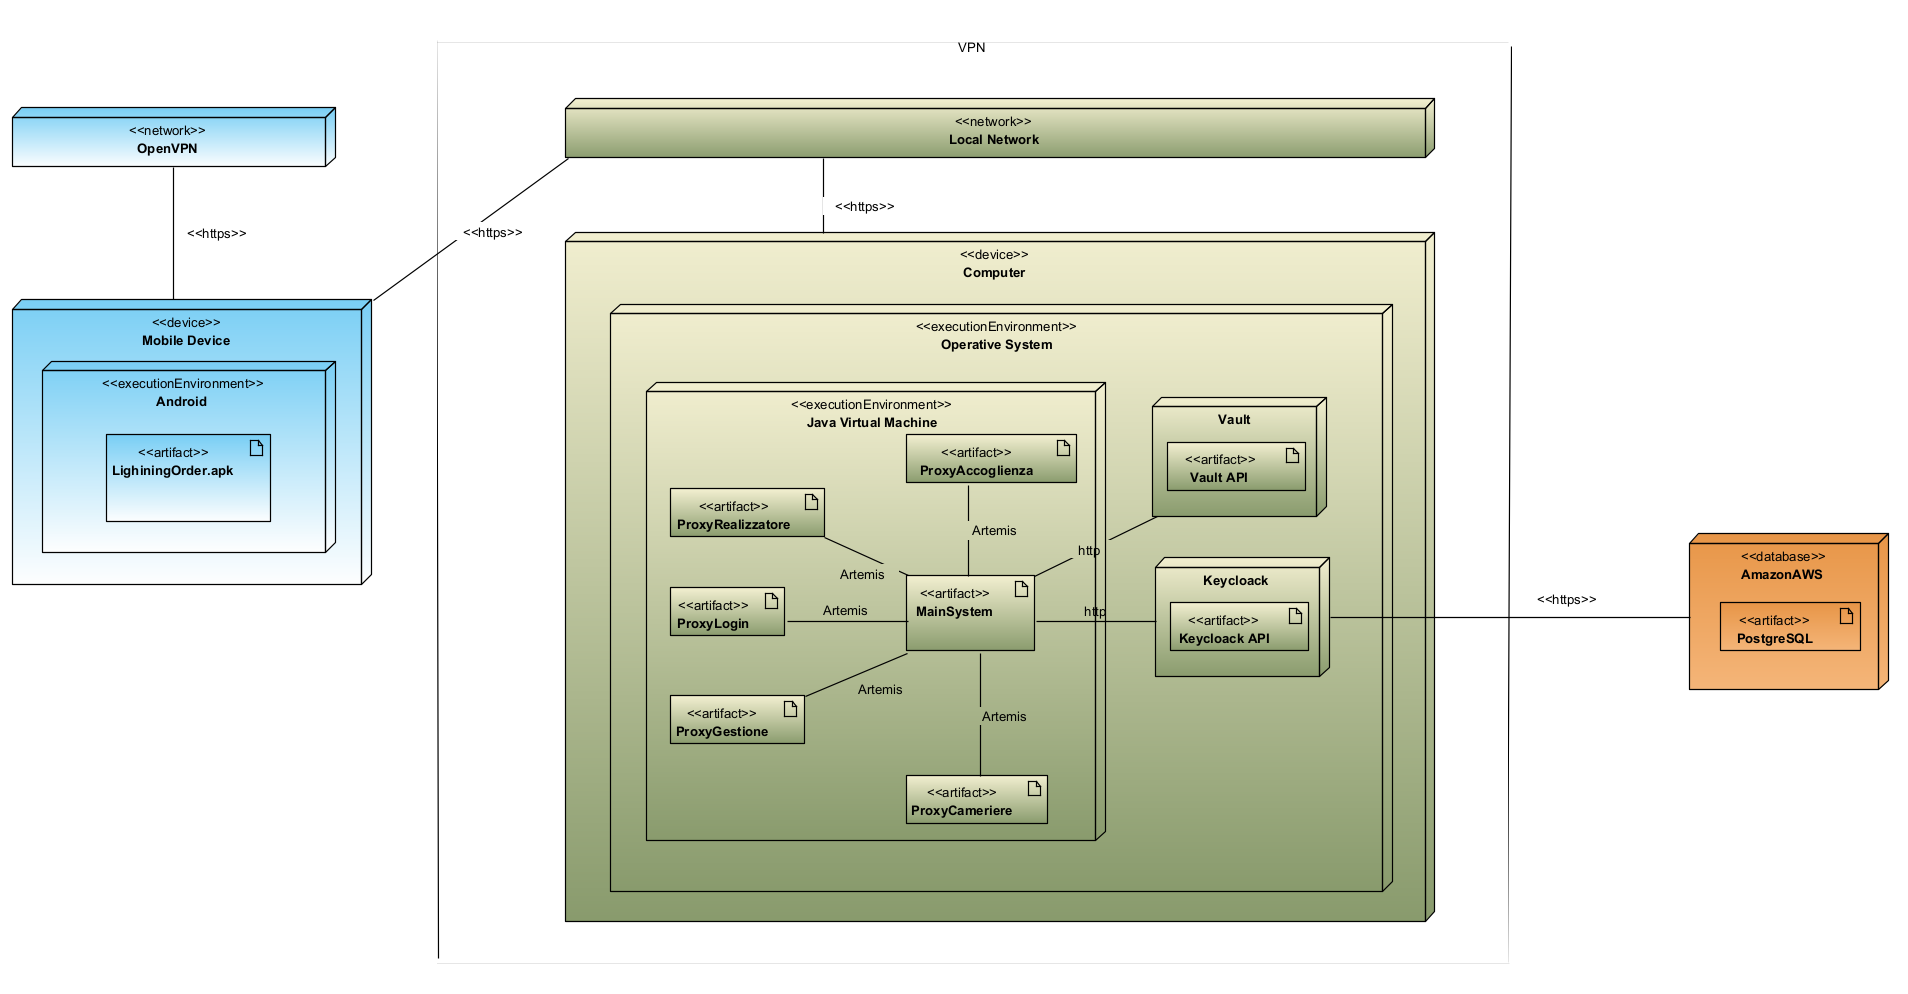 VPN
<<network>>
OpenVPN
<<network>>
Local Network
<<https>>
<<https>>
<<https>>
<<device>>
Mobile Device
<<executionEnvironment>>
Android
<<artifact>>
LighiningOrder.apk
<<device>>
Computer
<<executionEnvironment>>
Operative System
<<executionEnvironment>>
Java Virtual Machine
<<artifact>>
ProxyAccoglienza
<<artifact>>
ProxyRealizzatore
Artemis
Artemis
<<artifact>>
ProxyLogin
Artemis
<<artifact>>
MainSystem
<<artifact>>
ProxyGestione
Artemis
Artemis
<<artifact>>
ProxyCameriere
http
http
Vault
<<artifact>>
Vault API
Keycloack
<<artifact>>
Keycloack API
<<https>>
<<database>>
AmazonAWS
<<artifact>>
PostgreSQL